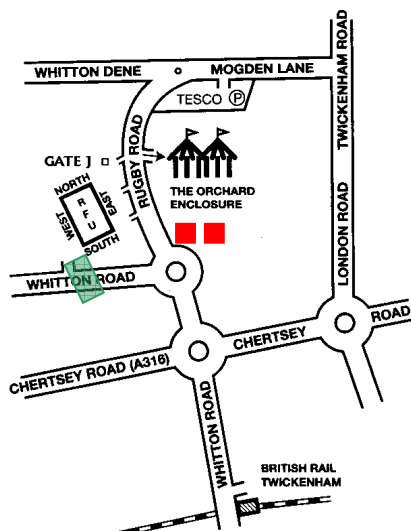 WHITTON DENE
MOGDEN LANE
TWICKENHAM ROAD
TESCO P
GATE J
RUGBY ROAD
NORTH
EAST
WEST
RFU
SOUTH
THE ORCHARD
ENCLOSURE
LONDON ROAD
WHITTON ROAD
CHERTSEY ROAD
CHERTSEY ROAD (A316)
WHITTON ROAD
BRITISH RAIL
TWICKENHAM